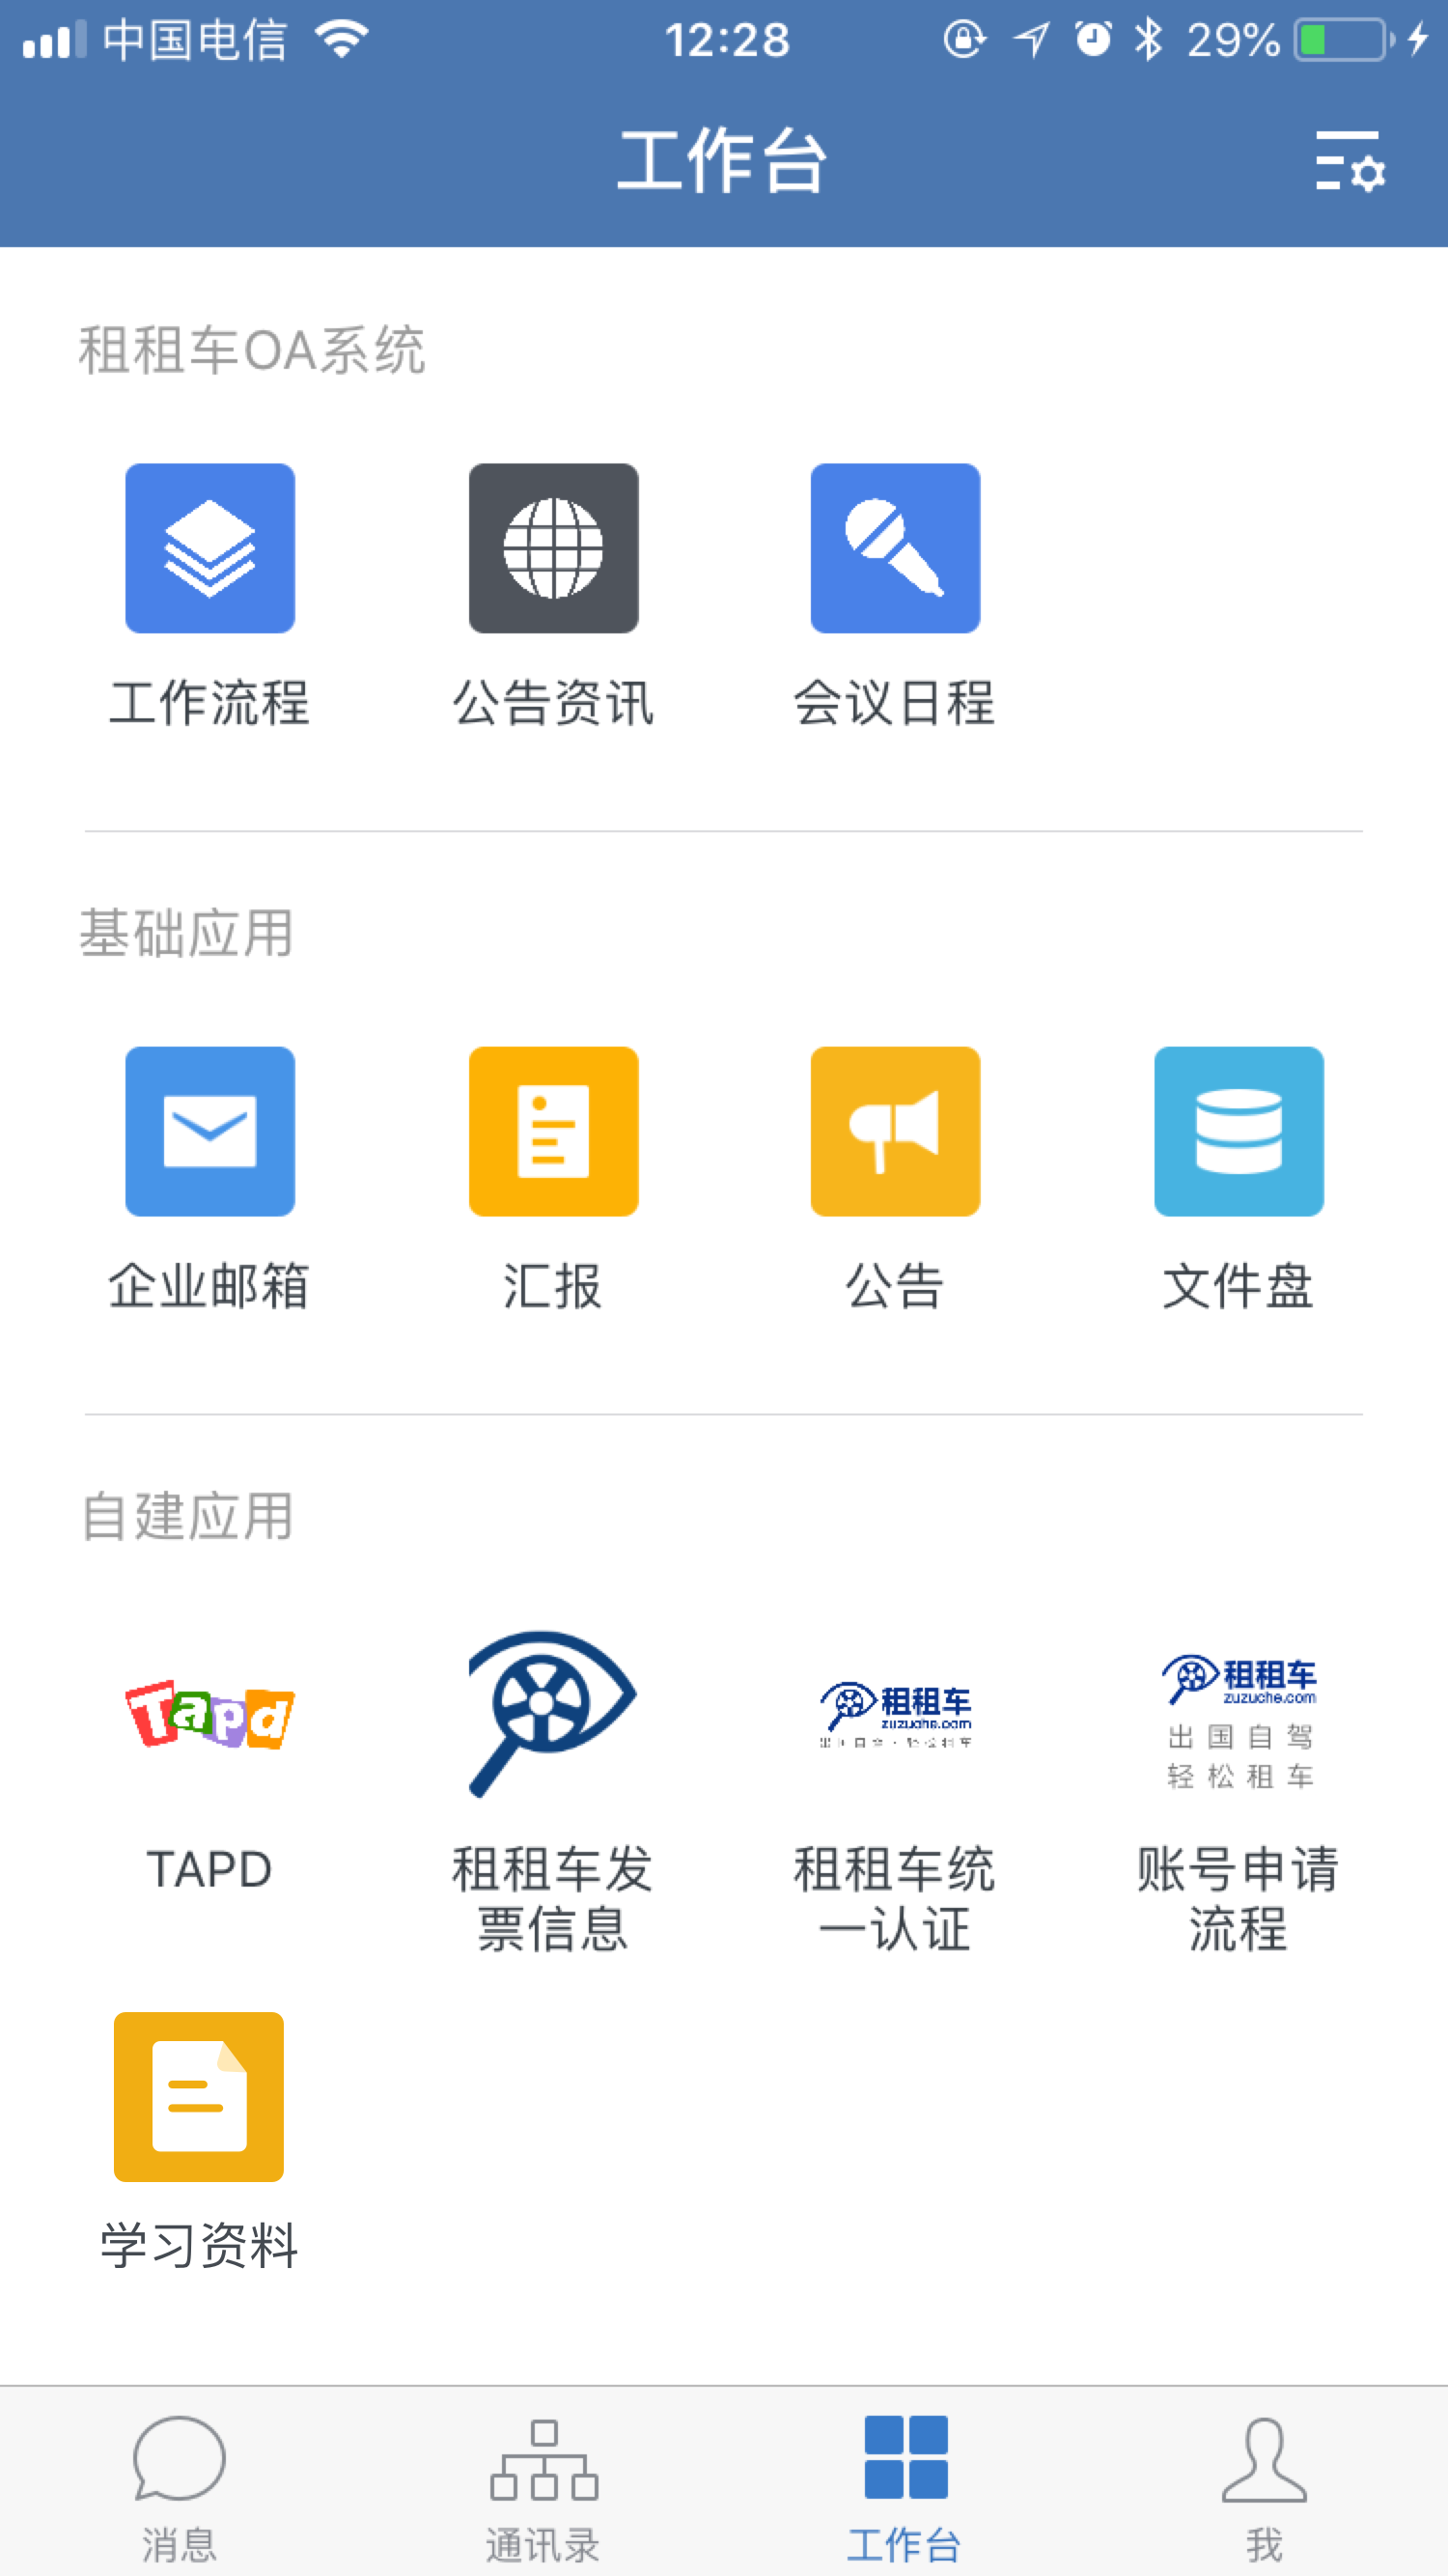 中国电信 12:28 29%
工作台
租租车OA系统
工作流程 公告资讯 会议日程
基础应用
企业邮箱 汇报 公告 文件盘
自建应用
Tapd
租租车
zuzuche.com
租租车
zuzuche.com
出国自驾
轻松租车
TAPD 租租车发 租租车统 账号申请
票信息 一认证 流程
学习资料
消息 通讯录 工作台 我